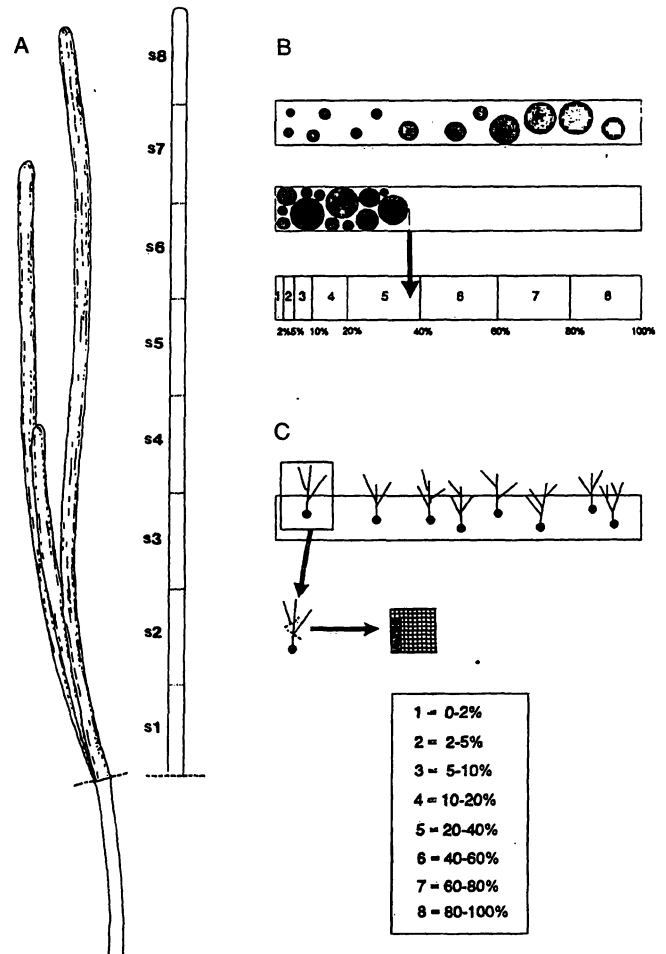 A
s8
s7
s6
s5
s4
s3
s2
s1
B
1 2 3 4 5 6 7 8
2% 5% 10% 20% 40% 60% 80% 100%
C
1 = 0-2%
2 = 2-5%
3 = 5-10%
4 = 10-20%
5 = 20-40%
6 = 40-60%
7 = 60-80%
8 = 80-100%